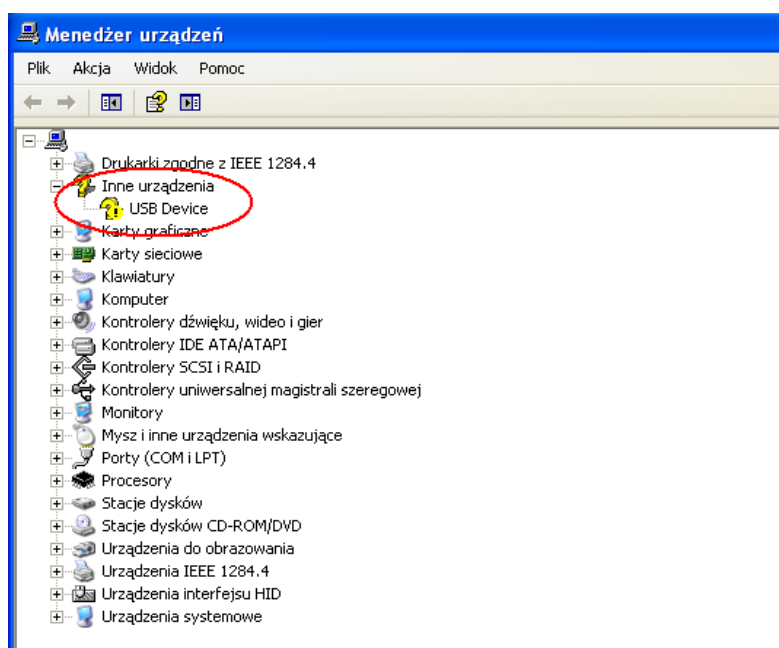 Menedżer urządzeń
Plik Akcja Widok Pomoc
Drukarki zgodne z IEEE 1284.4
Inne urządzenia
USB Device
Karty graficzne
Karty sieciowe
Klawiatury
Komputer
Kontrolery dźwięku, wideo i gier
Kontrolery IDE ATA/ATAPI
Kontrolery SCSI i RAID
Kontrolery uniwersalnej magistrali szeregowej
Monitory
Mysz i inne urządzenia wskazujące
Porty (COM i LPT)
Procesory
Stacje dysków
Stacje dysków CD-ROM/DVD
Urządzenia do obrazowania
Urządzenia IEEE 1284.4
Urządzenia interfejsu HID
Urządzenia systemowe